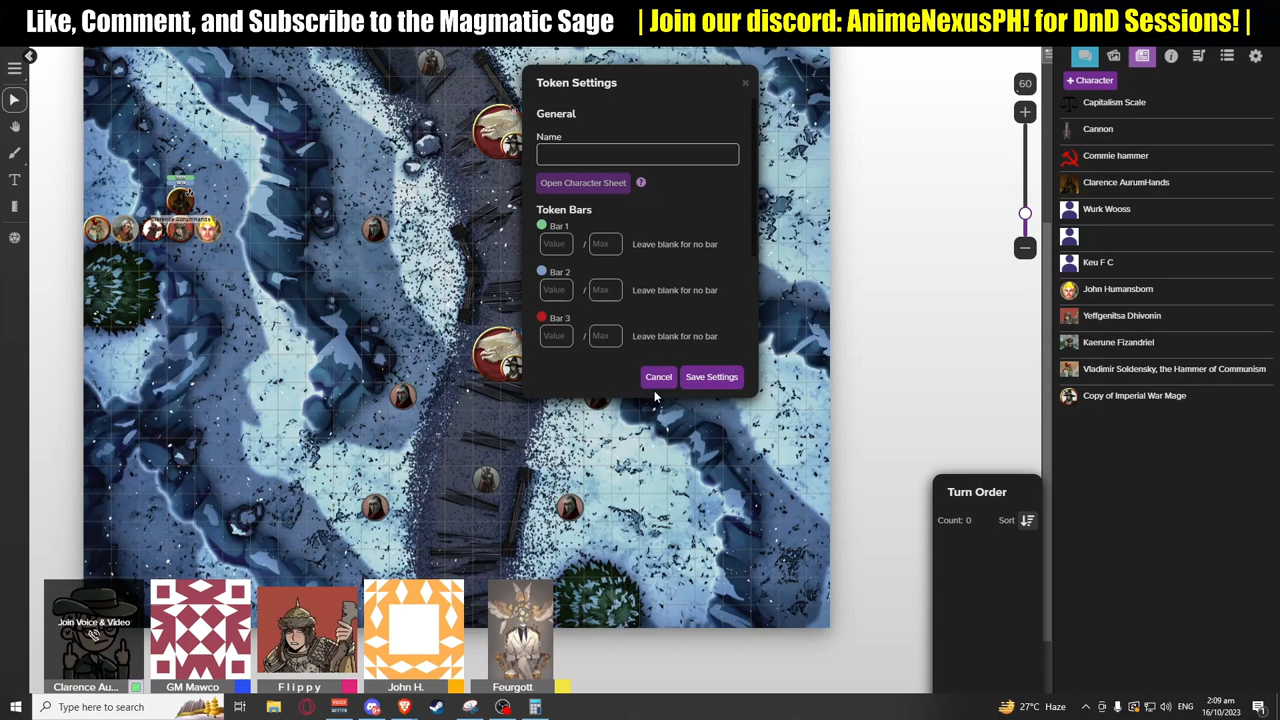 Like, Comment, and Subscribe to the Magmatic Sage | Join our discord: AnimeNexusPH! for DnD Sessions! |
Token Settings
General
Name
Open Character Sheet
Token Bars
Bar 1
Value / Max Leave blank for no bar
Bar 2
Value / Max Leave blank for no bar
Bar 3
Value / Max Leave blank for no bar
Cancel Save Settings
Clarence AurumHands
60
+ Character
Capitalism Scale
Cannon
Commie hammer
Clarence AurumHands
Wurk Wooss
Keu F C
John Humansborn
Yeffgenitsa Dhivonin
Kaerune Fizandriel
Vladimir Soldensky, the Hammer of Communism
Copy of Imperial War Mage
Turn Order
Count: 0 Sort
Join Voice & Video
Clarence Au...
GM Mawco
F l i p p y
John H.
Feurgott
Type here to search
27°C Haze
ENG
2:09 am
16/10/2023